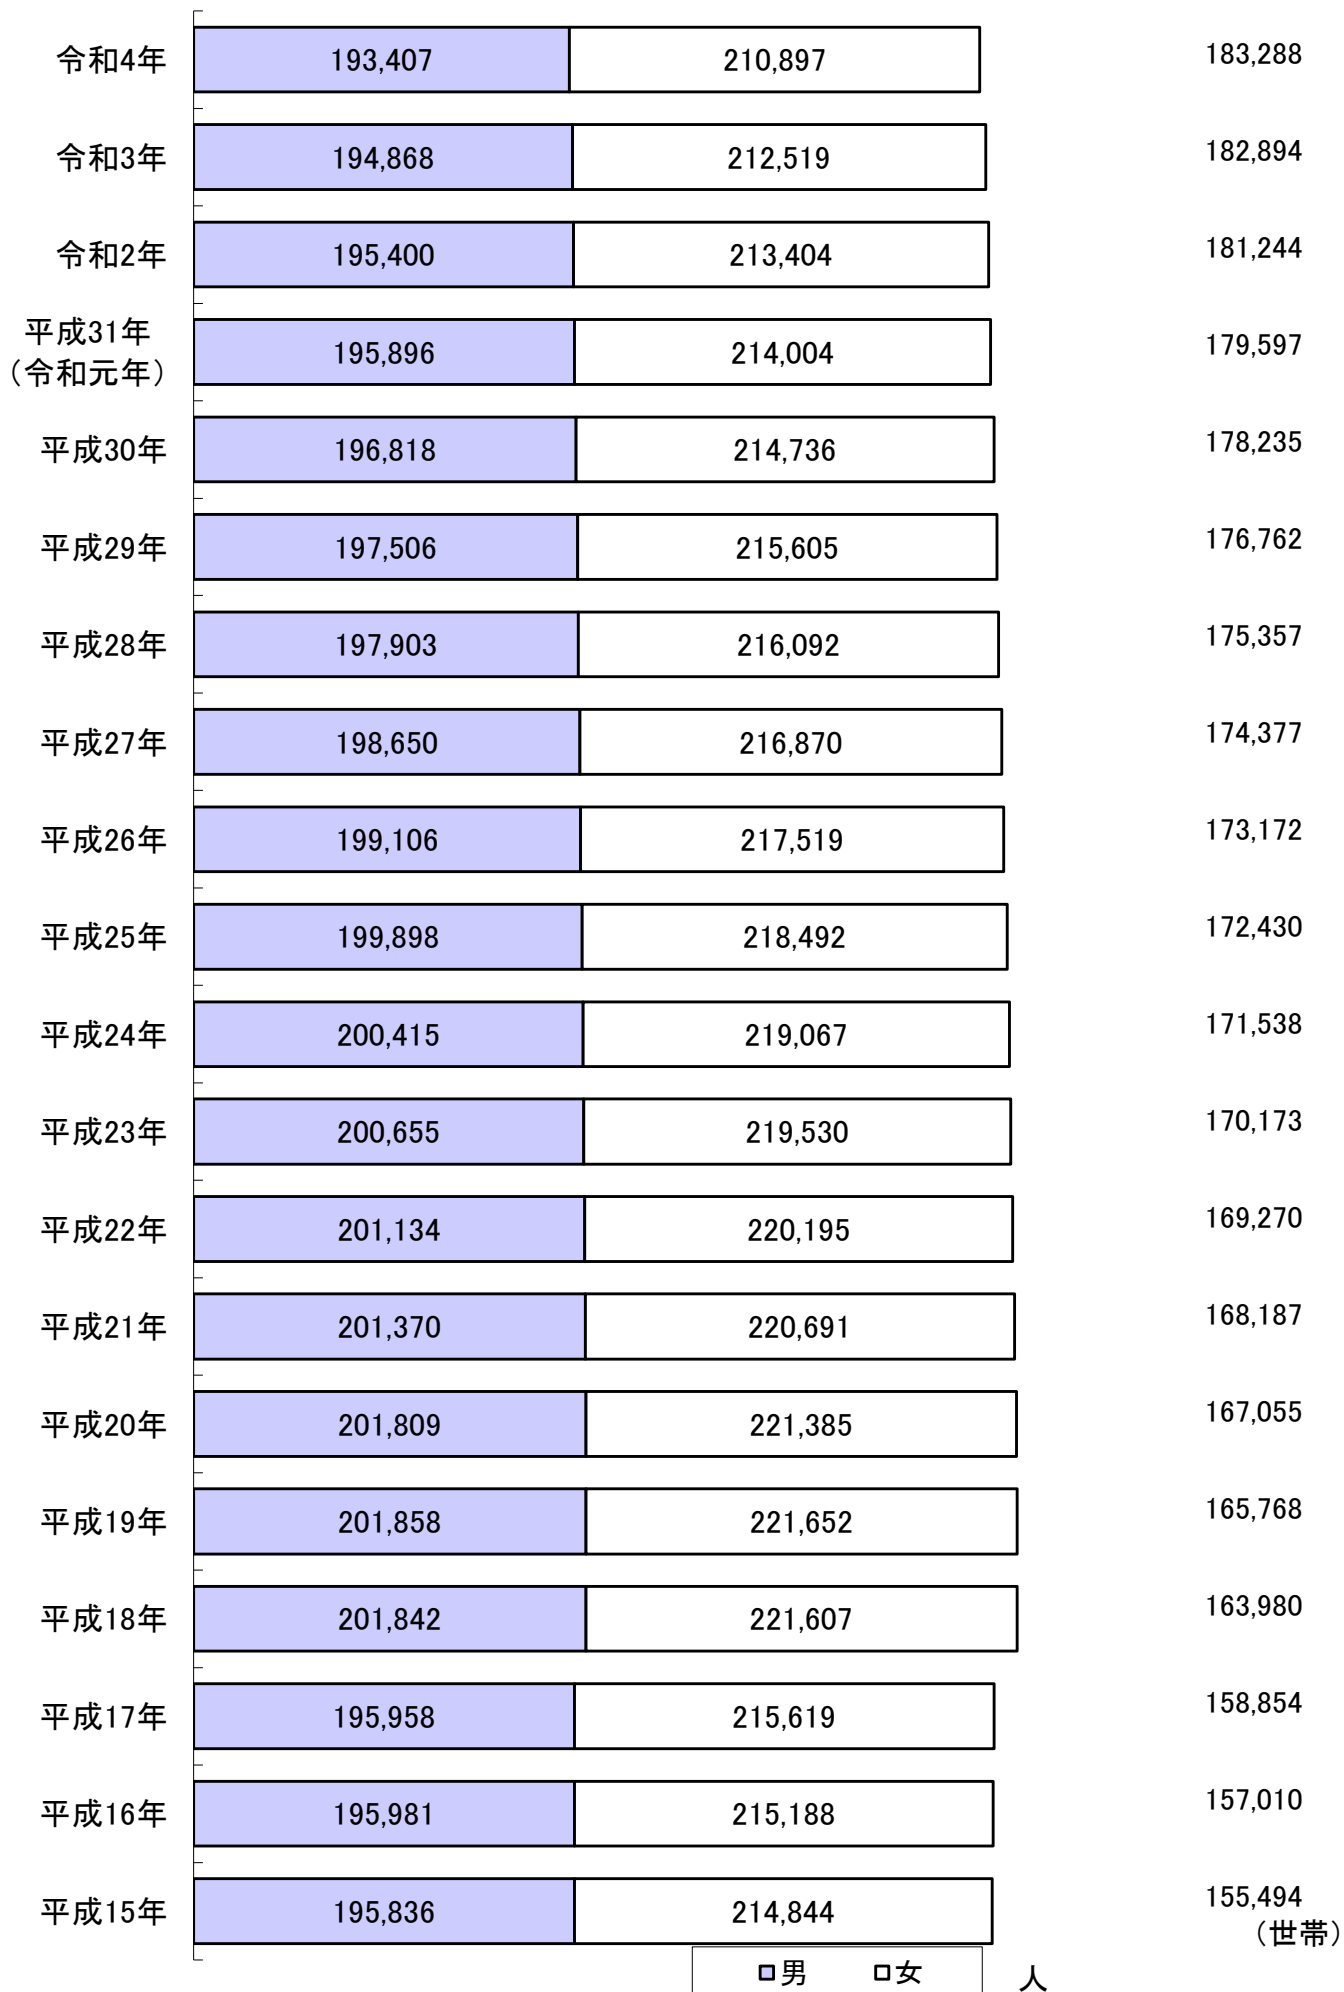 令和4年 193,407 210,897 183,288
令和3年 194,868 212,519 182,894
令和2年 195,400 213,404 181,244
平成31年
（令和元年） 195,896 214,004 179,597
平成30年 196,818 214,736 178,235
平成29年 197,506 215,605 176,762
平成28年 197,903 216,092 175,357
平成27年 198,650 216,870 174,377
平成26年 199,106 217,519 173,172
平成25年 199,898 218,492 172,430
平成24年 200,415 219,067 171,538
平成23年 200,655 219,530 170,173
平成22年 201,134 220,195 169,270
平成21年 201,370 220,691 168,187
平成20年 201,809 221,385 167,055
平成19年 201,858 221,652 165,768
平成18年 201,842 221,607 163,980
平成17年 195,958 215,619 158,854
平成16年 195,981 215,188 157,010
平成15年 195,836 214,844 155,494
（世帯）
男 女 人